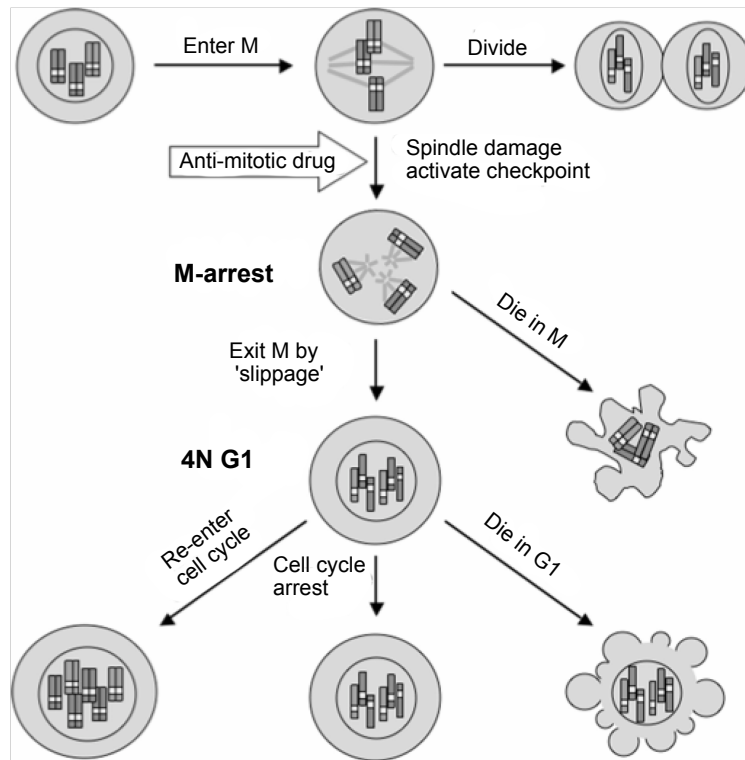 Enter M
Divide
Anti-mitotic drug
Spindle damage
activate checkpoint
M-arrest
Die in M
Exit M by
'slippage'
4N G1
Re-enter
cell cycle
Cell cycle
arrest
Die in G1